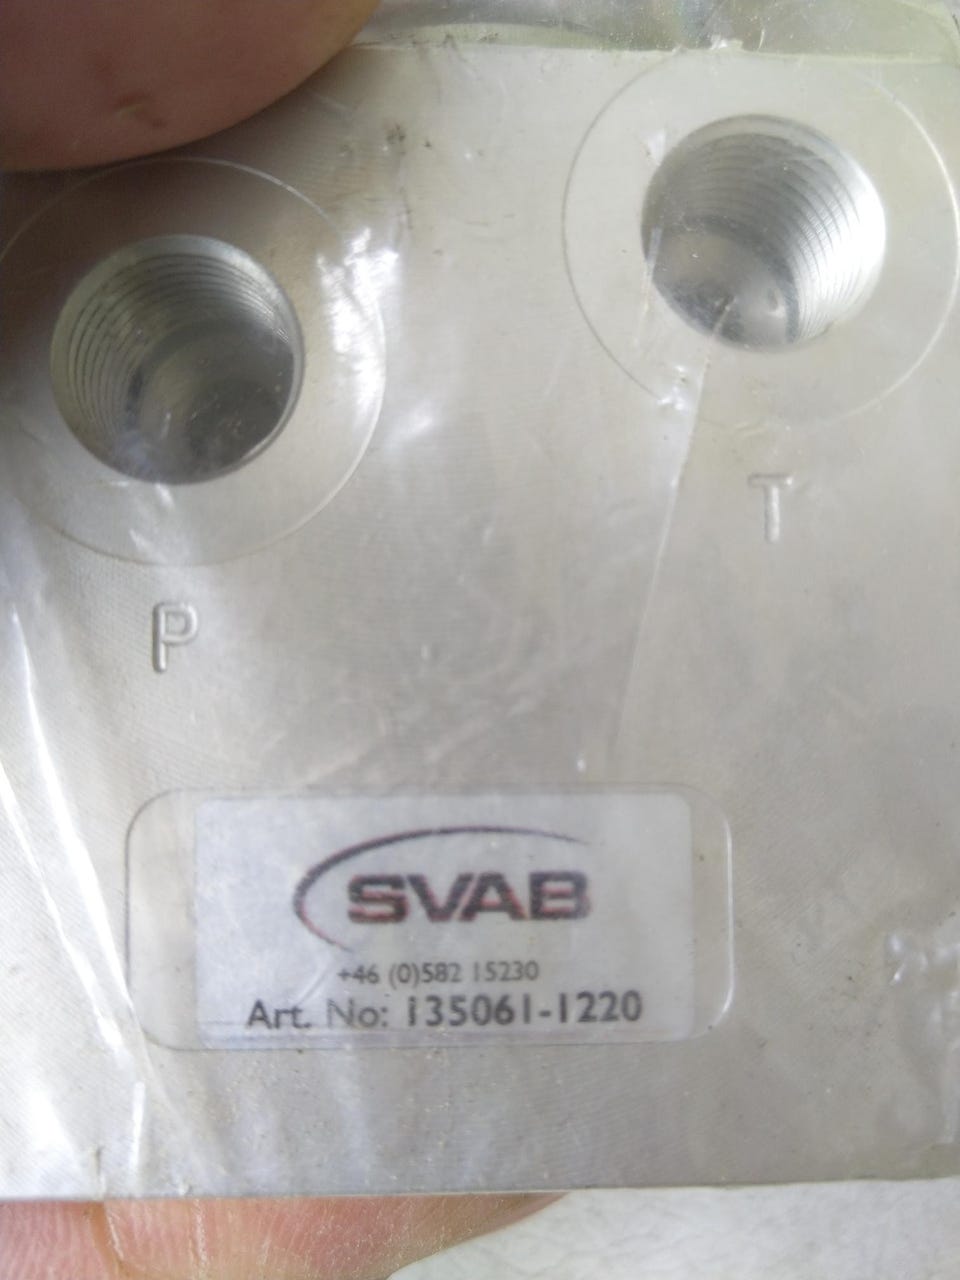 T
P
SVAB
+46 (0)582 15230
Art. No: 135061-1220